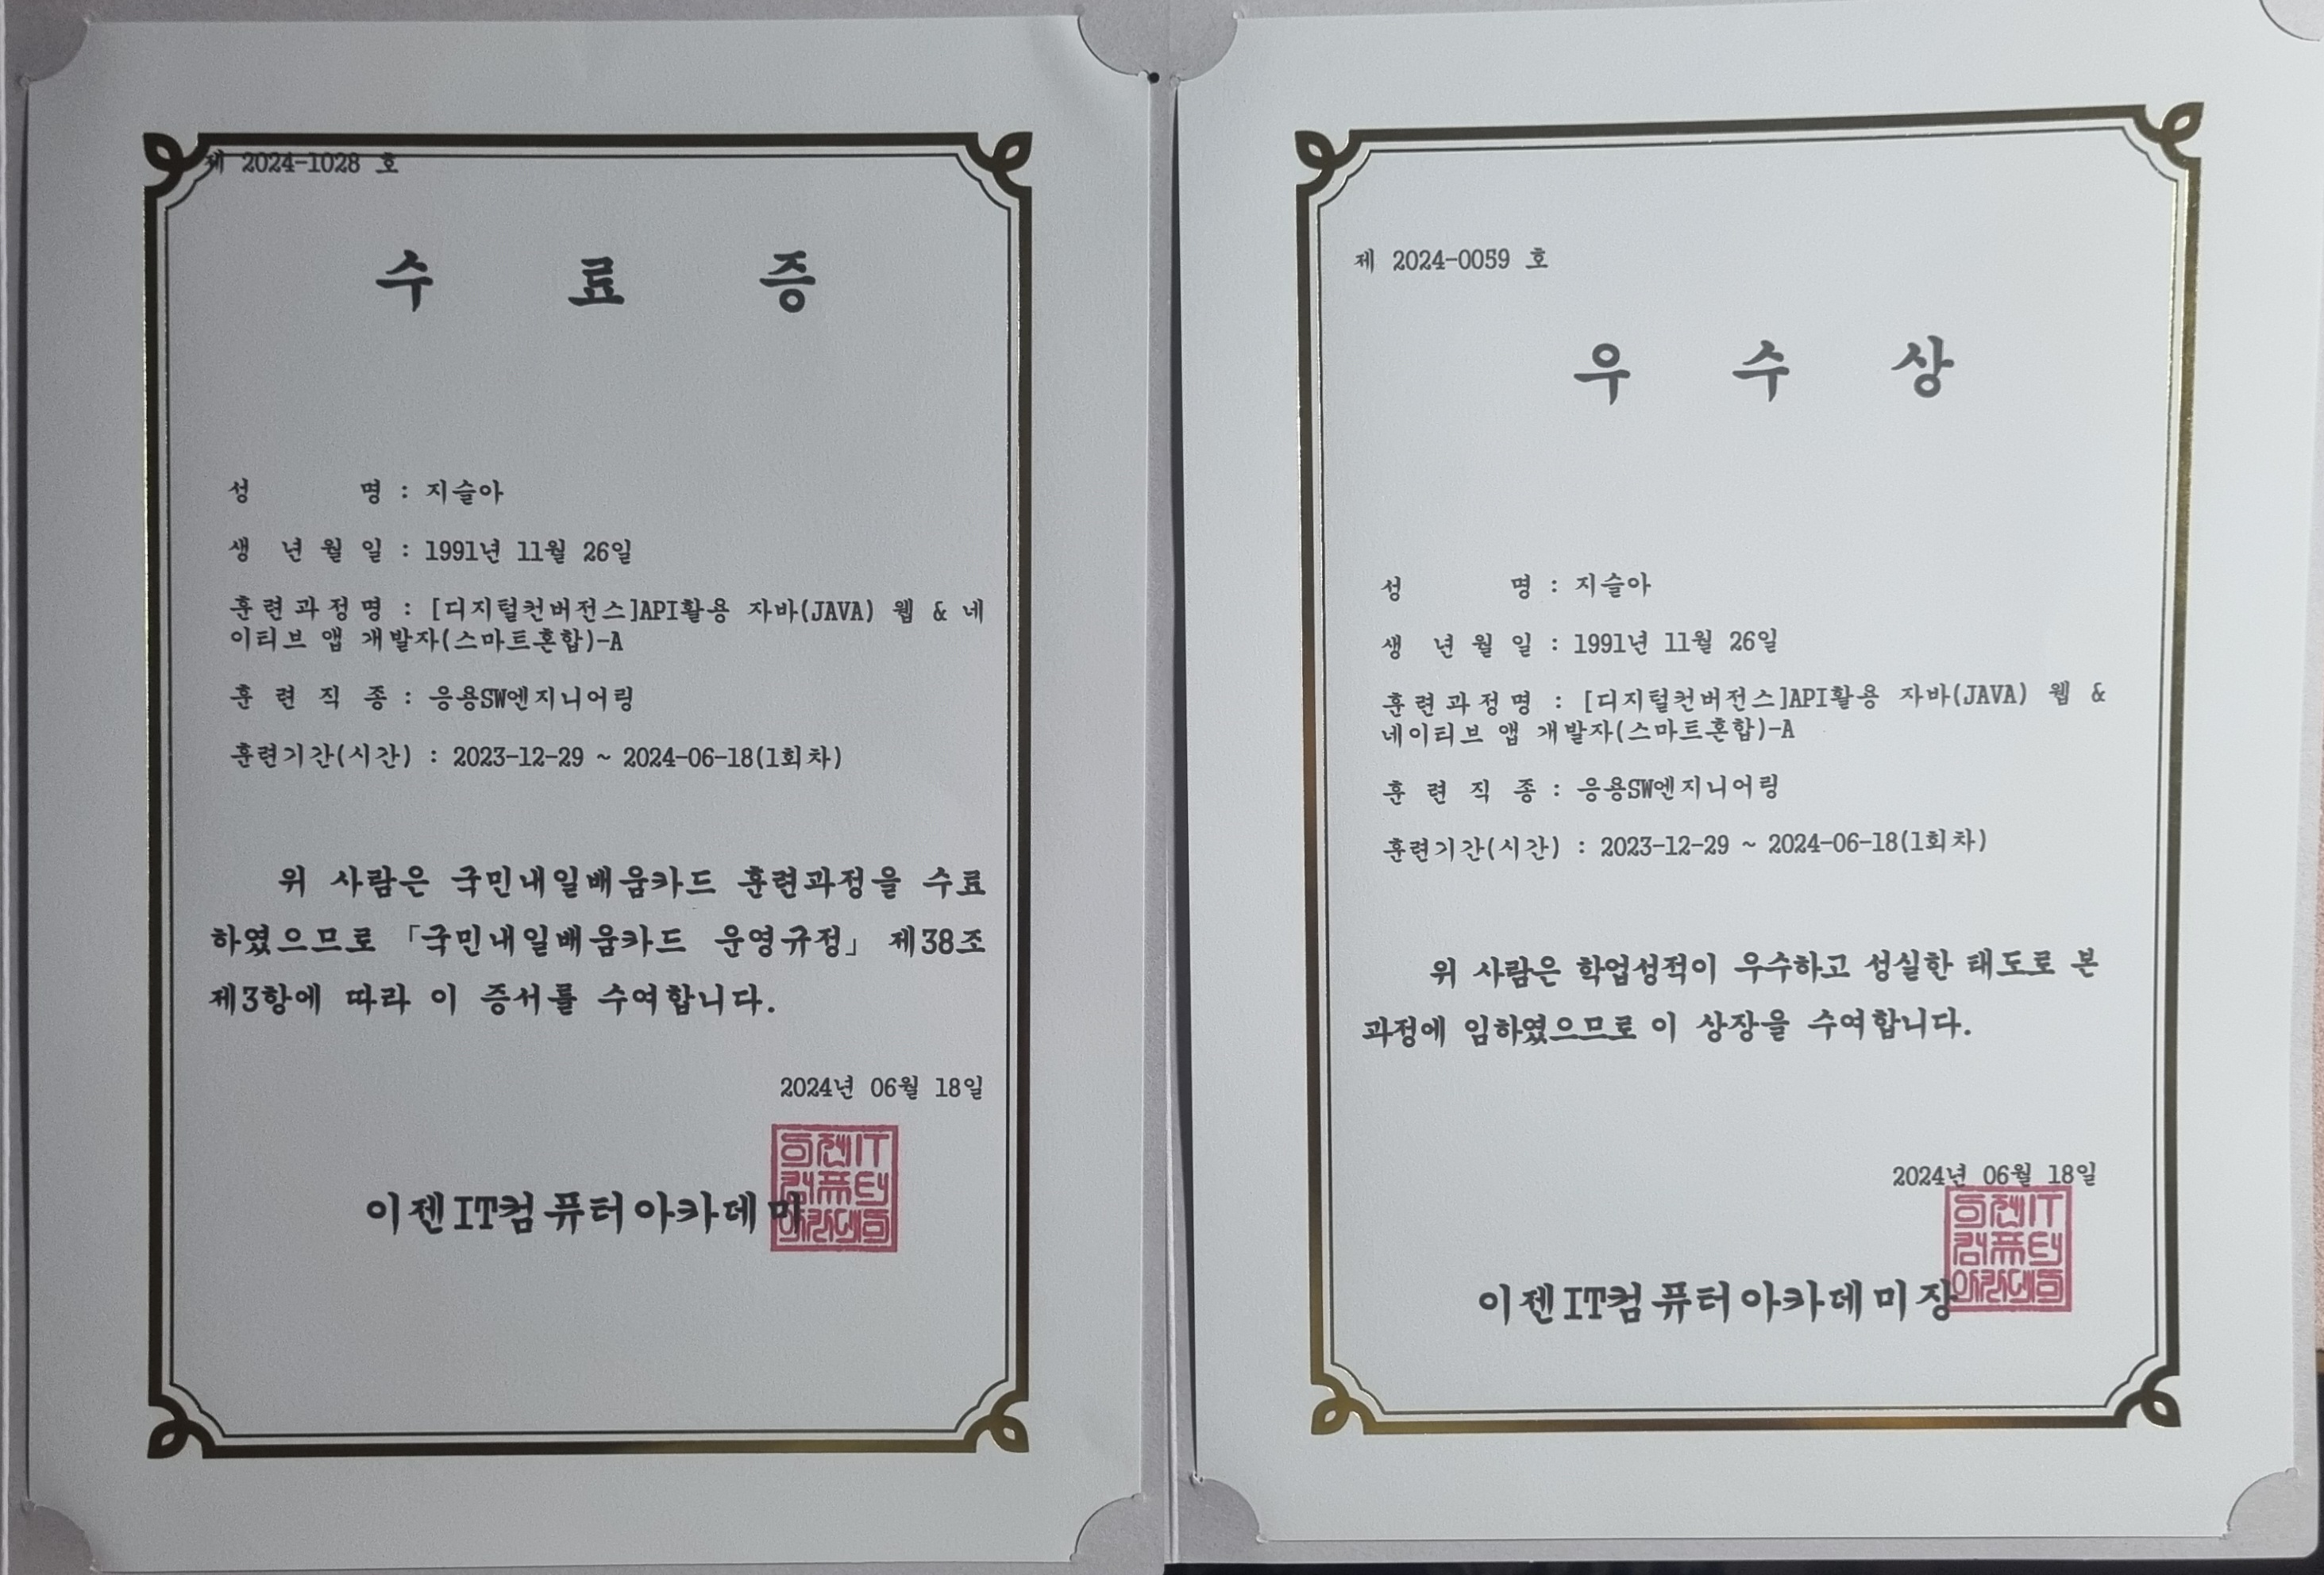 제 2024-1028 호
수 료 증
성 명 : 지슬아
생 년 월 일 : 1991년 11월 26일
훈련과정명 : [디지털컨버전스]API활용 자바(JAVA) 웹 & 네
이티브 앱 개발자(스마트혼합)-A
훈 련 직 종 : 응용SW엔지니어링
훈련기간(시간) : 2023-12-29 ~ 2024-06-18(1회차)
위 사람은 국민내일배움카드 훈련과정을 수료
하였으므로 「국민내일배움카드 운영규정」 제38조
제3항에 따라 이 증서를 수여합니다.
2024년 06월 18일
이젠IT컴퓨터아카데미
이젠IT
컴퓨터
아카데미
제 2024-0059 호
우 수 상
성 명 : 지슬아
생 년 월 일 : 1991년 11월 26일
훈련과정명 : [디지털컨버전스]API활용 자바(JAVA) 웹 &
네이티브 앱 개발자(스마트혼합)-A
훈 련 직 종 : 응용SW엔지니어링
훈련기간(시간) : 2023-12-29 ~ 2024-06-18(1회차)
위 사람은 학업성적이 우수하고 성실한 태도로 본
과정에 임하였으므로 이 상장을 수여합니다.
2024년 06월 18일
이젠IT컴퓨터아카데미장
이젠IT
컴퓨터
아카데미